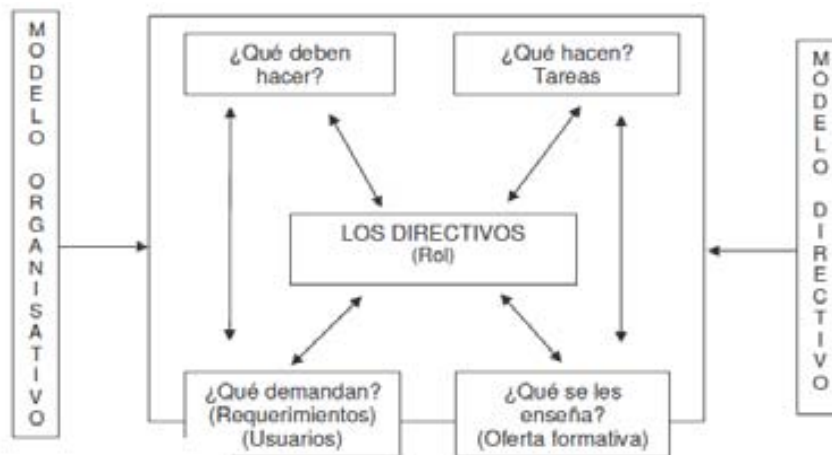 MODELO ORGANISATIVO
¿Qué deben
hacer?
¿Qué hacen?
Tareas
LOS DIRECTIVOS
(Rol)
¿Qué demandan?
(Requerimientos)
(Usuarios)
¿Qué se les
enseña?
(Oferta formativa)
MODELO DIRECTIVO